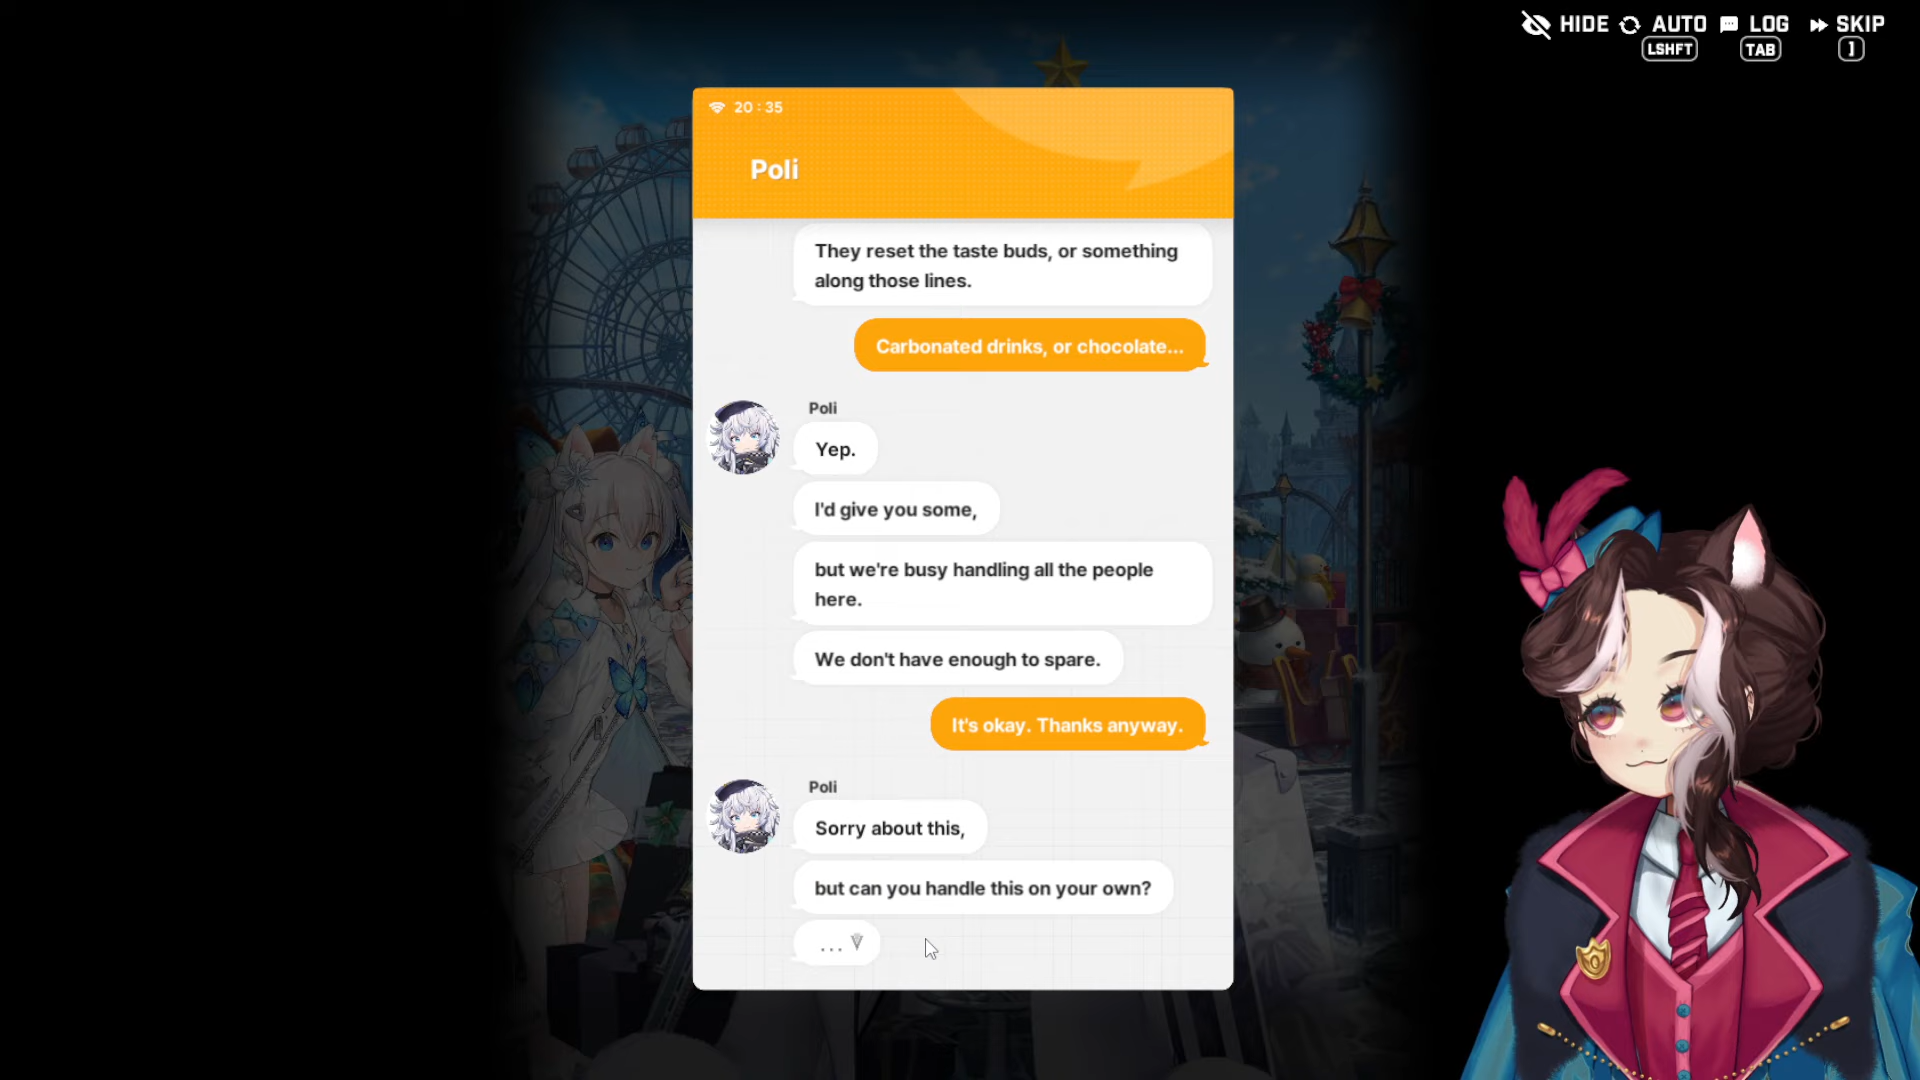 HIDE AUTO LOG SKIP
LSHFT TAB ]
20 : 35
Poli
They reset the taste buds, or something
along those lines.
Carbonated drinks, or chocolate...
Poli
Yep.
I'd give you some,
but we're busy handling all the people
here.
We don't have enough to spare.
It's okay. Thanks anyway.
Poli
Sorry about this,
but can you handle this on your own?
...